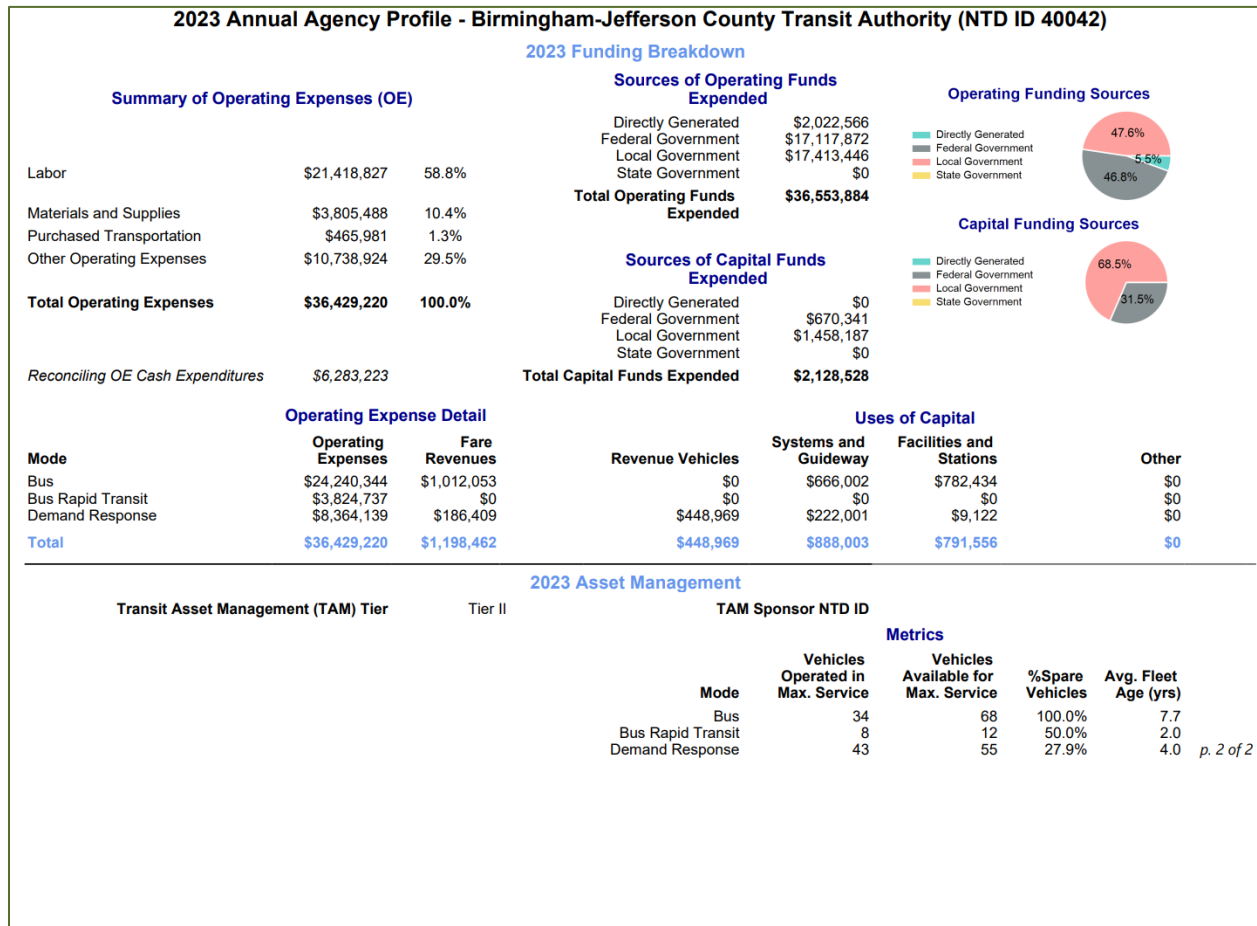 2023 Annual Agency Profile - Birmingham-Jefferson County Transit Authority (NTD ID 40042)
2023 Funding Breakdown
Summary of Operating Expenses (OE)
Labor $21,418,827 58.8%
Materials and Supplies $3,805,488 10.4%
Purchased Transportation $465,981 1.3%
Other Operating Expenses $10,738,924 29.5%
Total Operating Expenses $36,429,220 100.0%
Reconciling OE Cash Expenditures $6,283,223
Sources of Operating Funds
Expended
Directly Generated $2,022,566
Federal Government $17,117,872
Local Government $17,413,446
State Government $0
Total Operating Funds $36,553,884
Expended
Sources of Capital Funds
Expended
Directly Generated $0
Federal Government $670,341
Local Government $1,458,187
State Government $0
Total Capital Funds Expended $2,128,528
Operating Funding Sources
Directly Generated
Federal Government
Local Government
State Government
47.6%
5.5%
46.8%
Capital Funding Sources
Directly Generated
Federal Government
Local Government
State Government
68.5%
31.5%
Operating Expense Detail
Uses of Capital
Operating Fare Systems and Facilities and
Mode Expenses Revenues Revenue Vehicles Guideway Stations Other
Bus $24,240,344 $1,012,053 $0 $666,002 $782,434 $0
Bus Rapid Transit $3,824,737 $0 $0 $0 $0 $0
Demand Response $8,364,139 $186,409 $448,969 $222,001 $9,122 $0
Total $36,429,220 $1,198,462 $448,969 $888,003 $791,556 $0
2023 Asset Management
Transit Asset Management (TAM) Tier Tier II TAM Sponsor NTD ID
Metrics
Vehicles Vehicles
Operated in Available for %Spare Avg. Fleet
Mode Max. Service Max. Service Vehicles Age (yrs)
Bus 34 68 100.0% 7.7
Bus Rapid Transit 8 12 50.0% 2.0
Demand Response 43 55 27.9% 4.0 p. 2 of 2